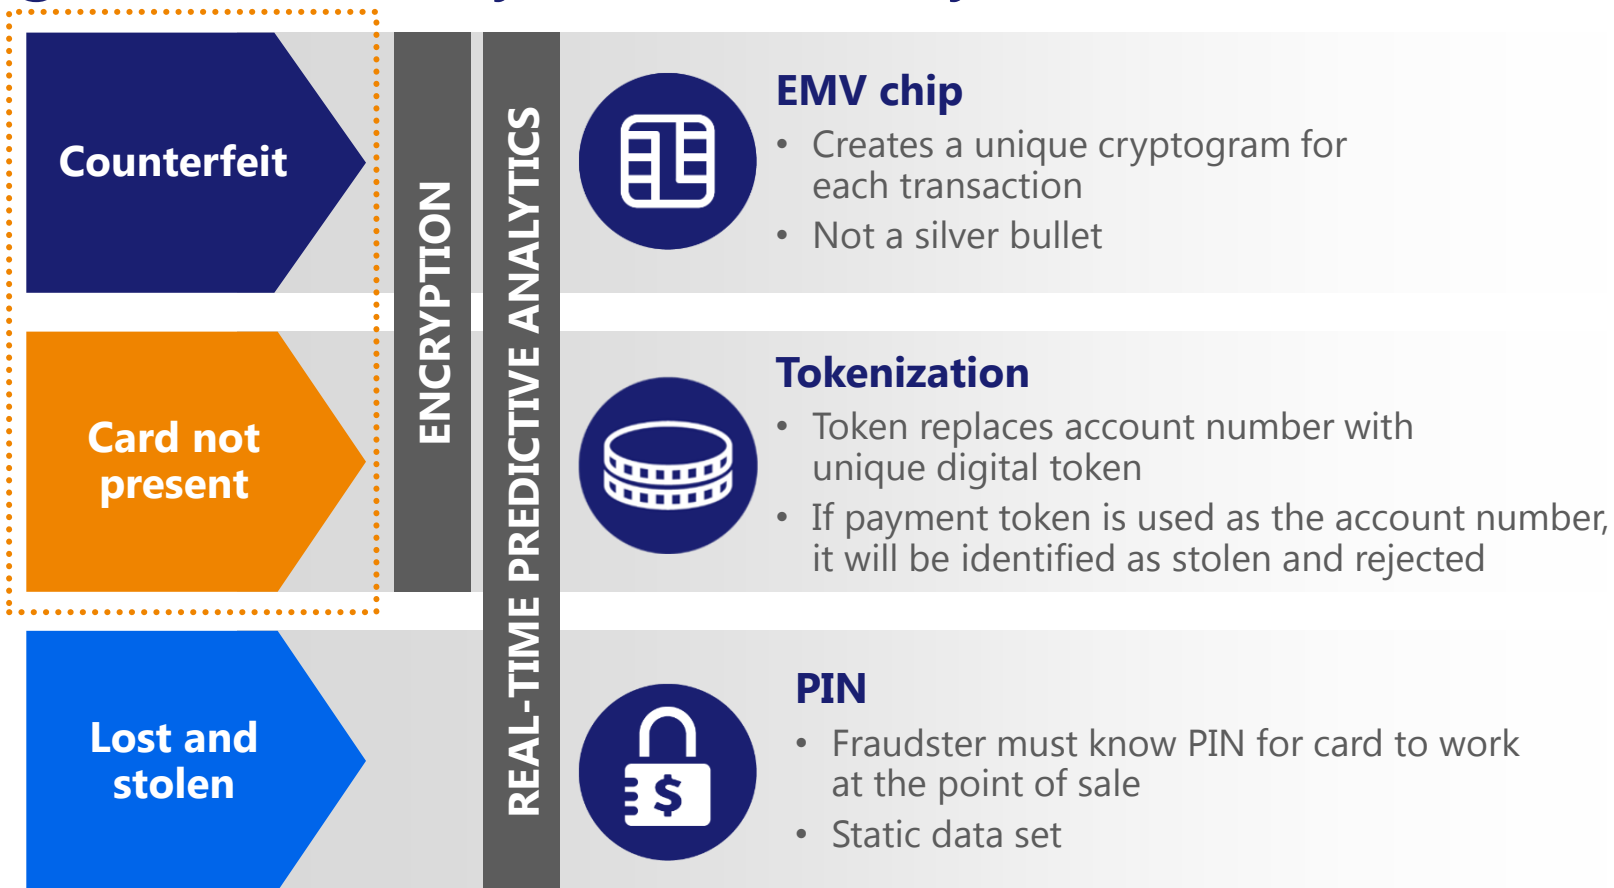 Counterfeit
ENCRYPTION
REAL-TIME PREDICTIVE ANALYTICS
EMV chip
• Creates a unique cryptogram for
each transaction
• Not a silver bullet
Card not
present
Tokenization
• Token replaces account number with
unique digital token
• If payment token is used as the account number,
it will be identified as stolen and rejected
Lost and
stolen
$
PIN
• Fraudster must know PIN for card to work
at the point of sale
• Static data set